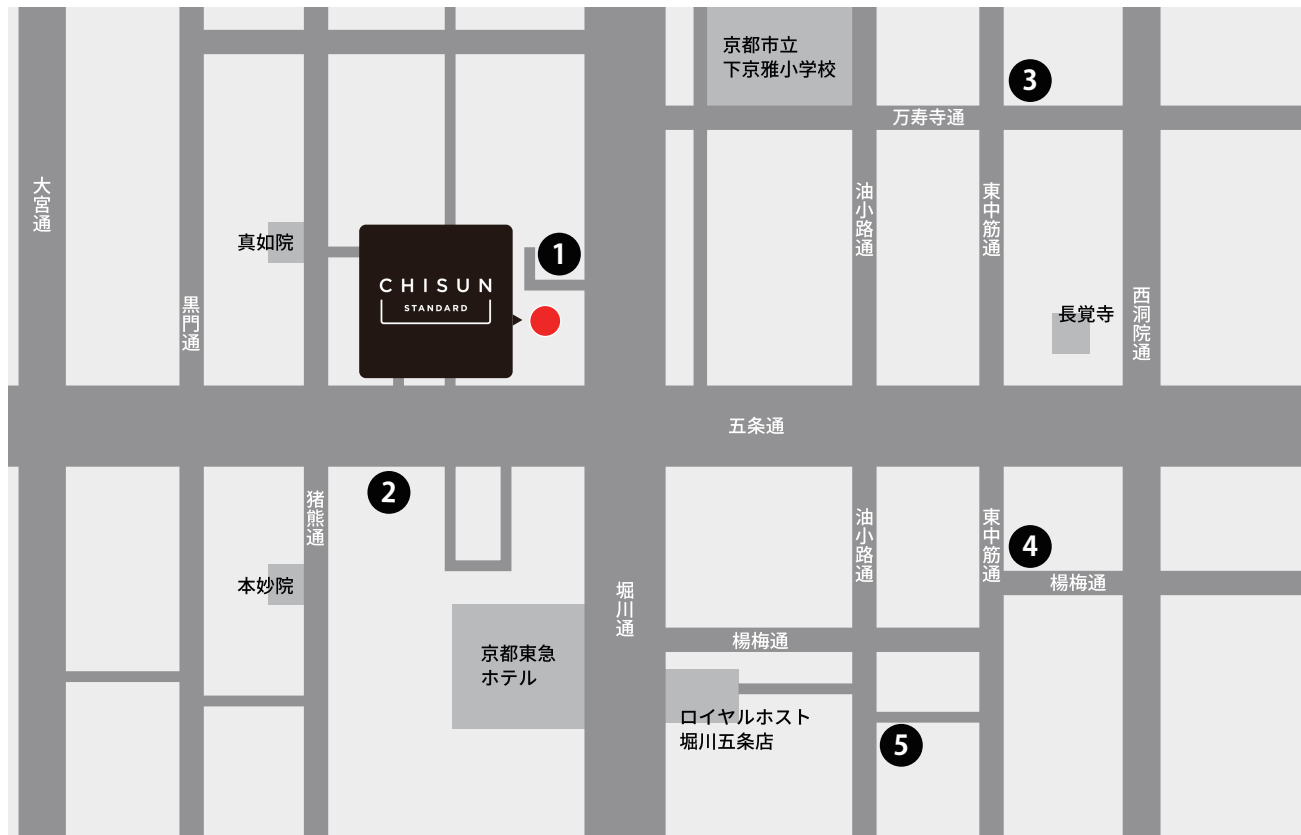 京都市立
下京雅小学校
3
万寿寺通
大宮通
油小路通
東中筋通
真如院
1
CHISUN
STANDARD
黒門通
西洞院通
長覚寺
五条通
2
猪熊通
油小路通
東中筋通
4
楊梅通
本妙院
堀川通
楊梅通
京都東急
ホテル
ロイヤルホスト
堀川五条店
5